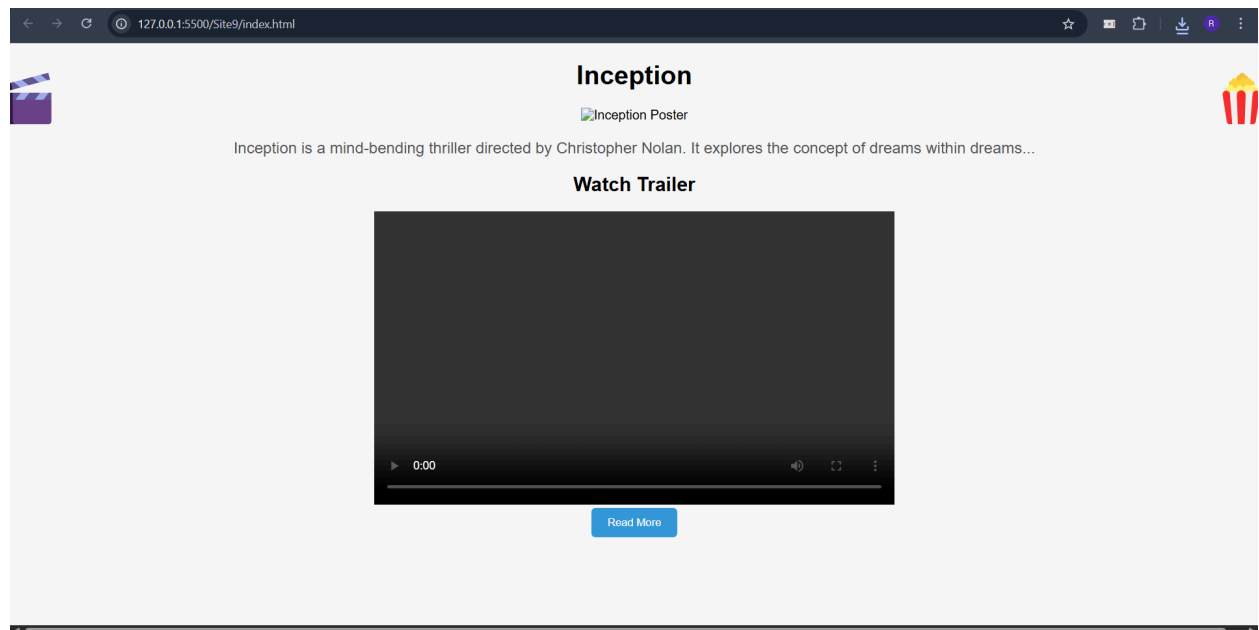 127.0.0.1:5500/Site9/index.html
R
Inception
Inception Poster
Inception is a mind-bending thriller directed by Christopher Nolan. It explores the concept of dreams within dreams...
Watch Trailer
0:00
Read More